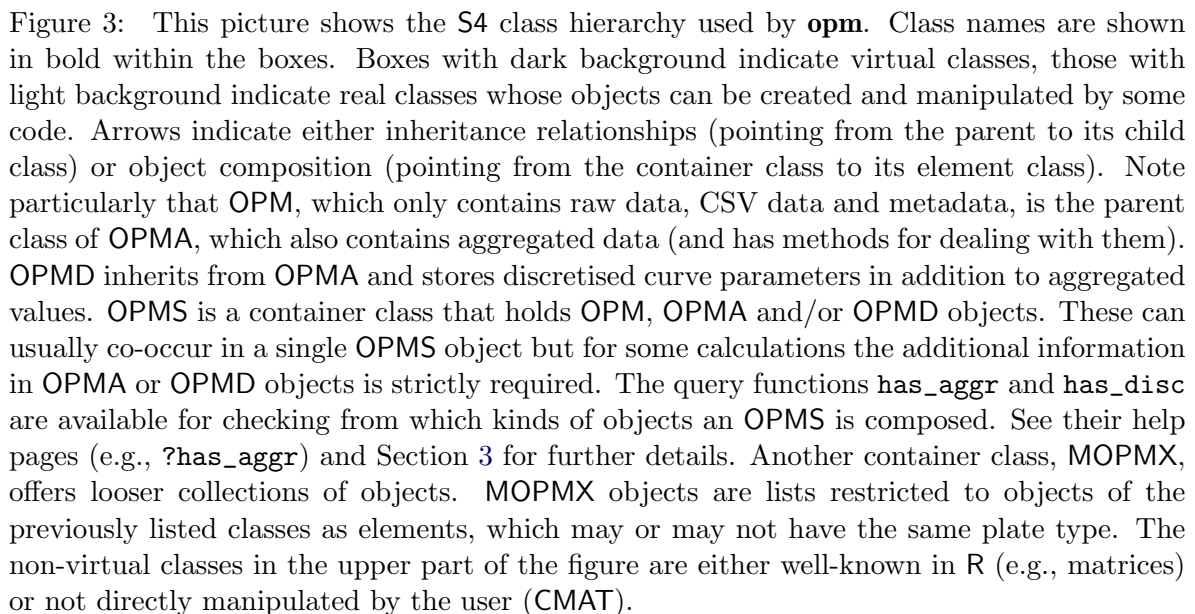 Figure 3: This picture shows the S4 class hierarchy used by opm. Class names are shown
in bold within the boxes. Boxes with dark background indicate virtual classes, those with
light background indicate real classes whose objects can be created and manipulated by some
code. Arrows indicate either inheritance relationships (pointing from the parent to its child
class) or object composition (pointing from the container class to its element class). Note
particularly that OPM, which only contains raw data, CSV data and metadata, is the parent
class of OPMA, which also contains aggregated data (and has methods for dealing with them).
OPMD inherits from OPMA and stores discretised curve parameters in addition to aggregated
values. OPMS is a container class that holds OPM, OPMA and/or OPMD objects. These can
usually co-occur in a single OPMS object but for some calculations the additional information
in OPMA or OPMD objects is strictly required. The query functions has_aggr and has_disc
are available for checking from which kinds of objects an OPMS is composed. See their help
pages (e.g., ?has_aggr) and Section 3 for further details. Another container class, MOPMX,
offers looser collections of objects. MOPMX objects are lists restricted to objects of the
previously listed classes as elements, which may or may not have the same plate type. The
non-virtual classes in the upper part of the figure are either well-known in R (e.g., matrices)
or not directly manipulated by the user (CMAT).